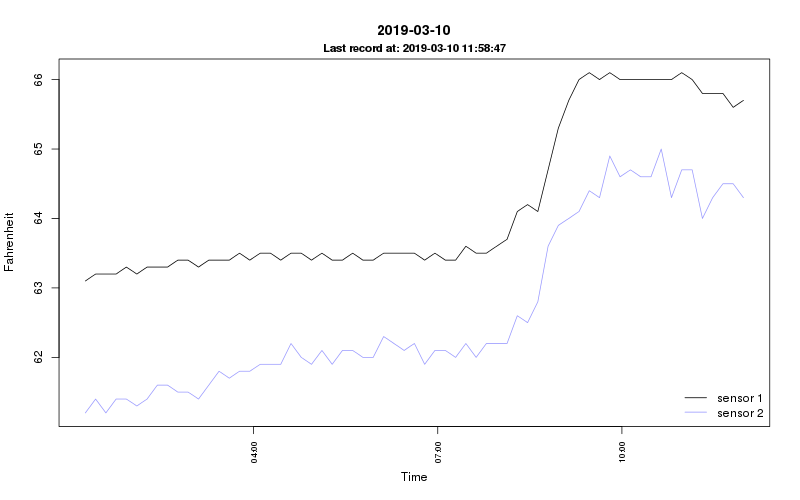 2019-03-10
Last record at: 2019-03-10 11:58:47
Fahrenheit
66
65
64
63
62
sensor 1
sensor 2
04:00
07:00
10:00
Time